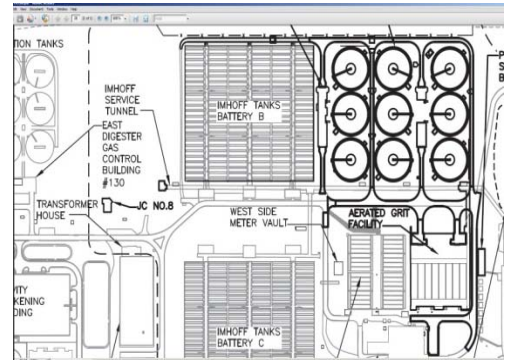 TION TANKS
IMHOFF
SERVICE
TUNNEL
EAST
DIGESTER
GAS
CONTROL
BUILDING
#130
TRANSFORMER
HOUSE
JC NO.8
IMHOFF TANKS
BATTERY B
WEST SIDE
METER VAULT
AERATED GRIT
FACILITY
IMHOFF TANKS
BATTERY C
VITY
KENING
DING
P
S
B